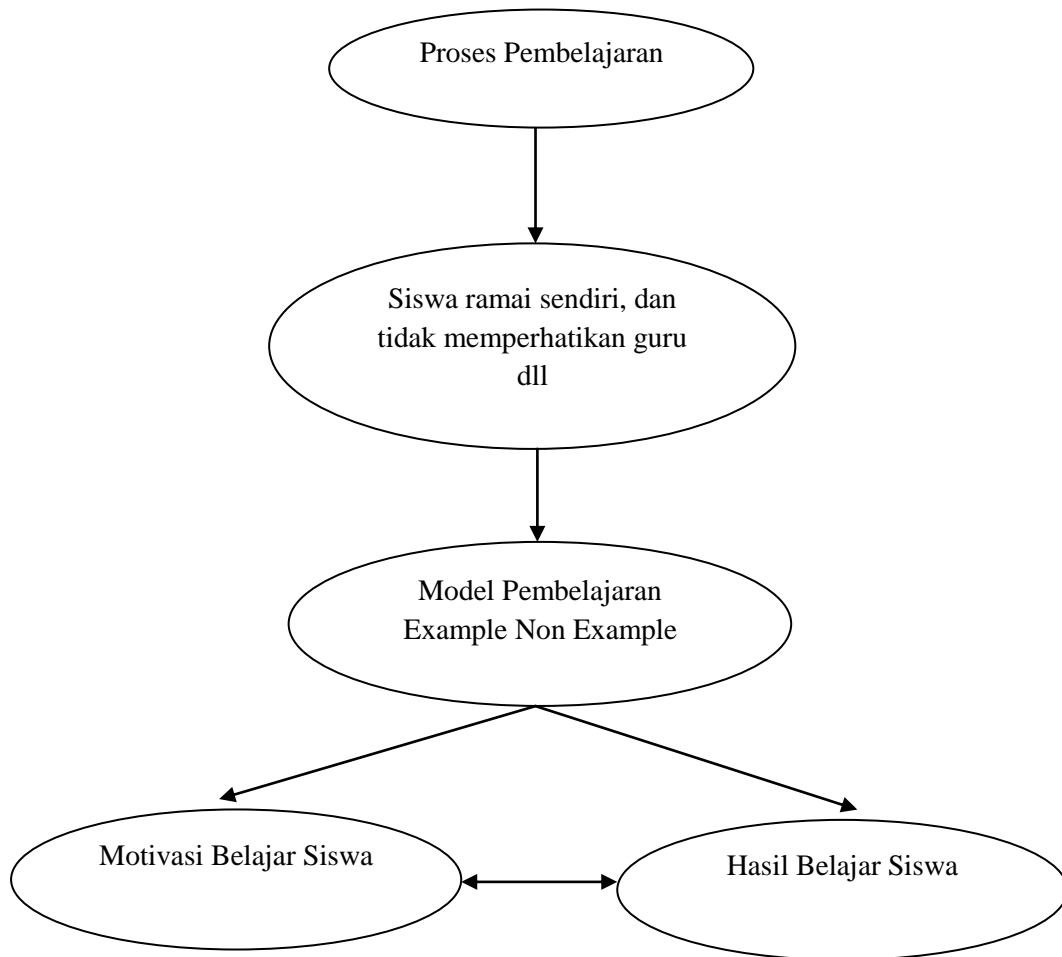 Proses Pembelajaran
Siswa ramai sendiri, dan
tidak memperhatikan guru
dll
Model Pembelajaran
Example Non Example
Motivasi Belajar Siswa
Hasil Belajar Siswa